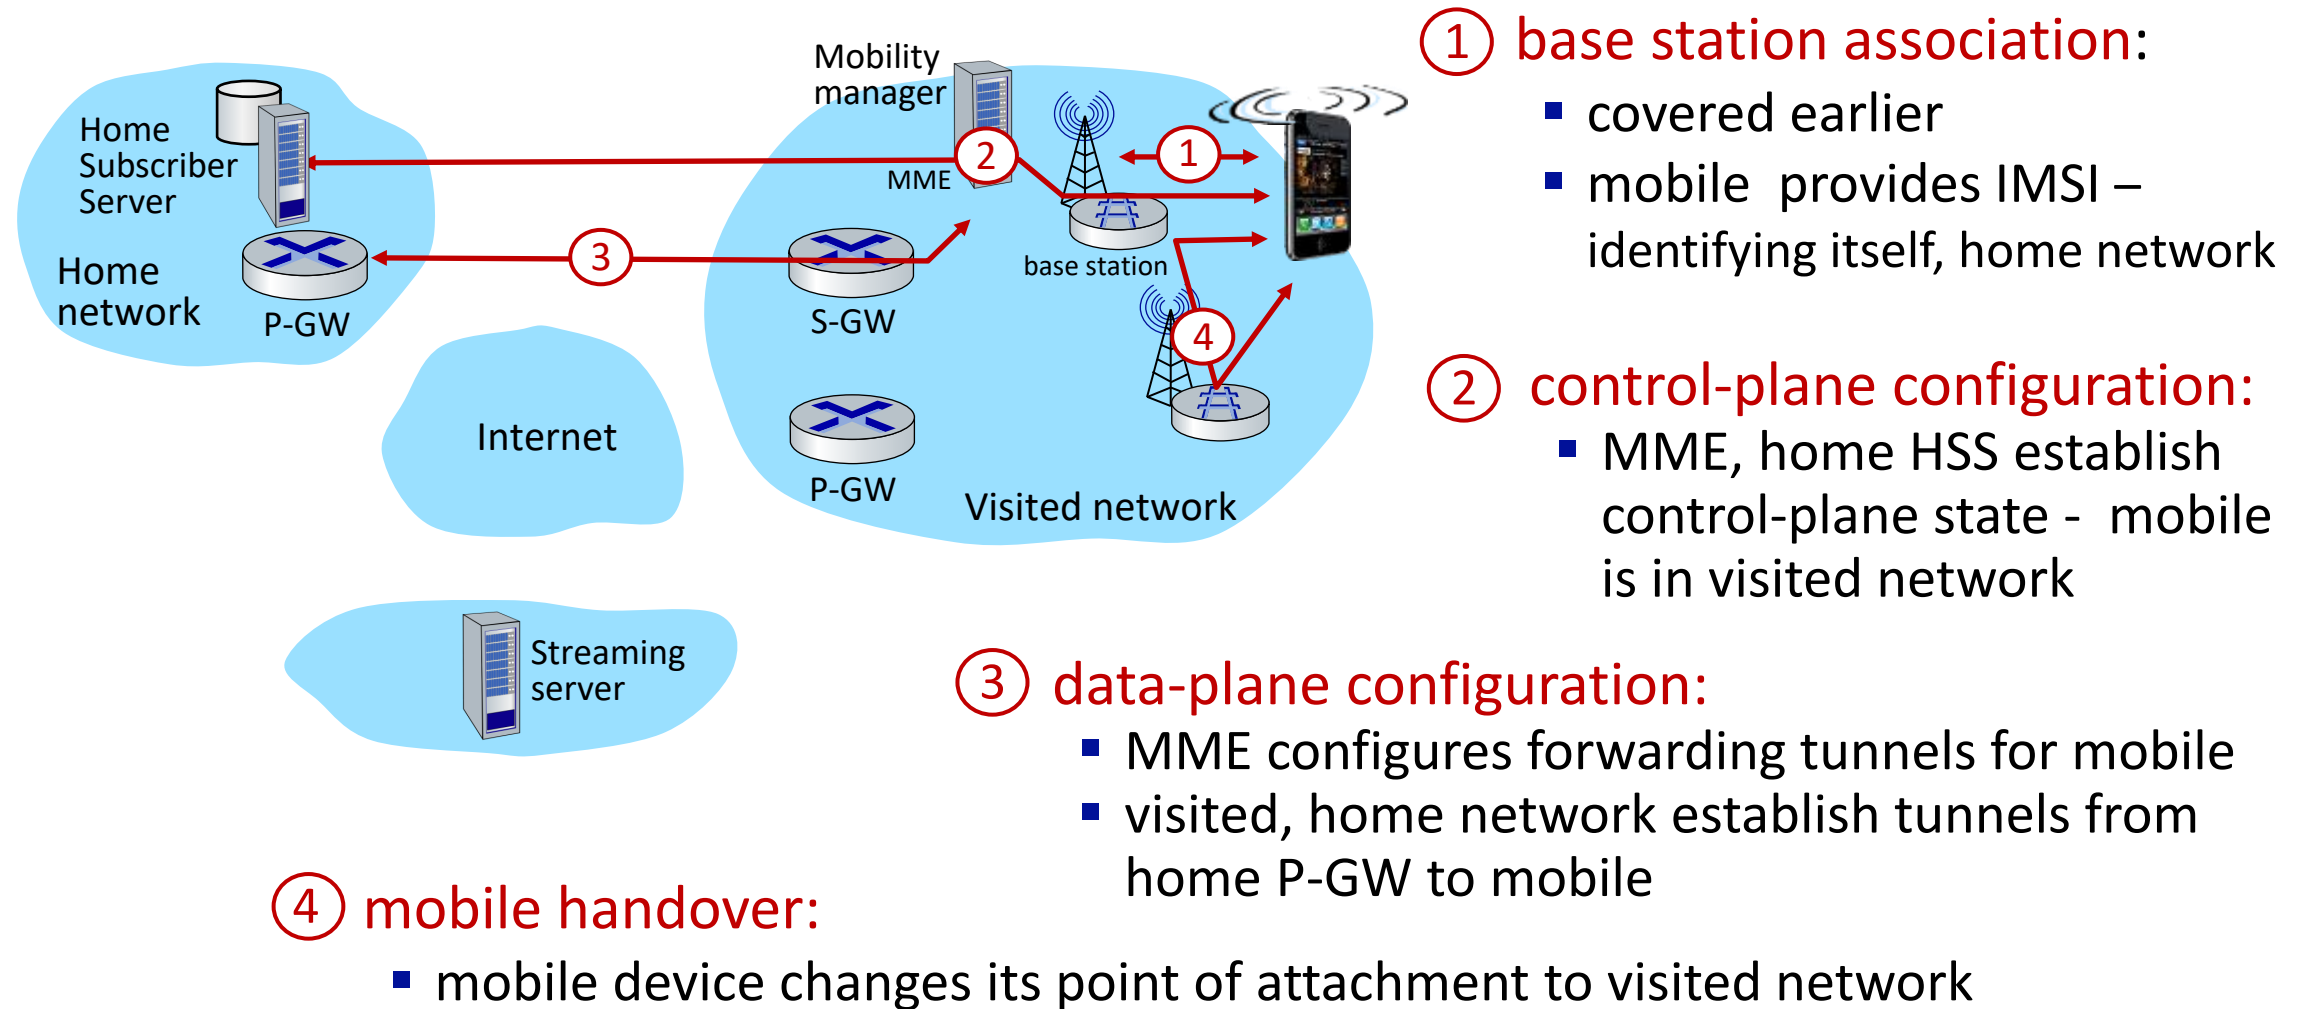 Mobility
manager
Home
Subscriber
Server
MME
2
1
3
Home
network
P-GW
S-GW
base station
4
Internet
P-GW
Visited network
Streaming
server
1 base station association:
▪ covered earlier
▪ mobile provides IMSI –
identifying itself, home network
2 control-plane configuration:
▪ MME, home HSS establish
control-plane state - mobile
is in visited network
3 data-plane configuration:
▪ MME configures forwarding tunnels for mobile
▪ visited, home network establish tunnels from
home P-GW to mobile
4 mobile handover:
▪ mobile device changes its point of attachment to visited network